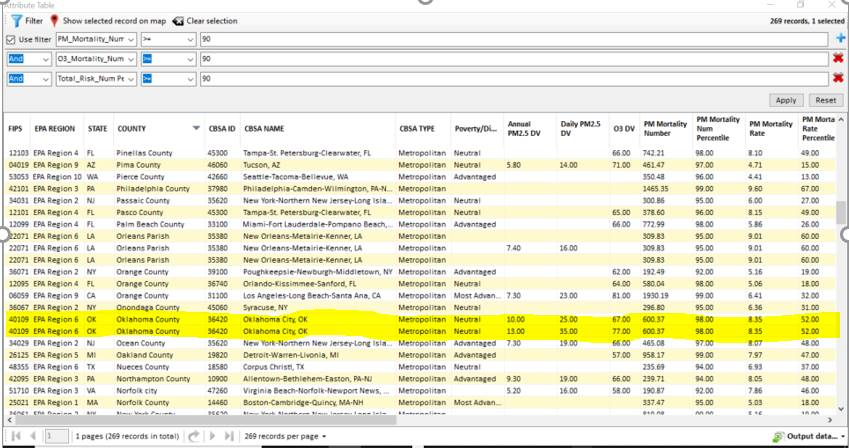 Attribute Table
Filter Show selected record on map Clear selection 269 records, 1 selected
Use filter PM_Mortality_Num >= 90
And O3_Mortality_Num >= 90
And Total_Risk_Num Pe >= 90
Apply Reset
FIPS EPA REGION STATE COUNTY CBSA ID CBSA NAME CBSA TYPE Poverty/Di... Annual PM2.5 DV Daily PM2.5 DV O3 DV PM Mortality Number PM Mortality Num Percentile PM Mortality Rate PM Morta Rate Percentile
12103 EPA Region 4 FL Pinellas County 45300 Tampa-St. Petersburg-Clearwater, FL Metropolitan Neutral 66.00 742.21 98.00 8.10 49.00
04019 EPA Region 9 AZ Pima County 46060 Tucson, AZ Metropolitan Neutral 5.80 14.00 71.00 461.47 97.00 4.71 15.00
53053 EPA Region 10 WA Pierce County 42660 Seattle-Tacoma-Bellevue, WA Metropolitan Advantaged 350.48 96.00 4.41 13.00
42101 EPA Region 3 PA Philadelphia County 37980 Philadelphia-Camden-Wilmington, PA-N... Metropolitan Neutral 1465.35 99.00 9.60 67.00
34031 EPA Region 2 NJ Passaic County 35620 New York-Northern New Jersey-Long Isla... Metropolitan Neutral 300.86 95.00 6.00 27.00
12101 EPA Region 4 FL Pasco County 45300 Tampa-St. Petersburg-Clearwater, FL Metropolitan Neutral 65.00 378.60 96.00 8.15 49.00
12099 EPA Region 4 FL Palm Beach County 33100 Miami-Fort Lauderdale-Pompano Beach,... Metropolitan Advantaged 66.00 772.99 98.00 5.86 26.00
22071 EPA Region 6 LA Orleans Parish 35380 New Orleans-Metairie-Kenner, LA Metropolitan 309.83 95.00 9.01 60.00
22071 EPA Region 6 LA Orleans Parish 35380 New Orleans-Metairie-Kenner, LA Metropolitan 7.40 16.00 309.83 95.00 9.01 60.00
22071 EPA Region 6 LA Orleans Parish 35380 New Orleans-Metairie-Kenner, LA Metropolitan 309.83 95.00 9.01 60.00
36071 EPA Region 2 NY Orange County 39100 Poughkeepsie-Newburgh-Middletown, NY Metropolitan Advantaged 62.00 192.49 92.00 5.16 19.00
12095 EPA Region 4 FL Orange County 36740 Orlando-Kissimmee-Sanford, FL Metropolitan Neutral 64.00 580.04 98.00 5.06 18.00
06059 EPA Region 9 CA Orange County 31100 Los Angeles-Long Beach-Santa Ana, CA Metropolitan Most Advan... 7.30 23.00 81.00 1930.19 99.00 6.41 32.00
36067 EPA Region 2 NY Onondaga County 45060 Syracuse, NY Metropolitan Neutral 296.80 95.00 6.36 31.00
40109 EPA Region 6 OK Oklahoma County 36420 Oklahoma City, OK Metropolitan Neutral 10.00 25.00 67.00 600.37 98.00 8.35 52.00
40109 EPA Region 6 OK Oklahoma County 36420 Oklahoma City, OK Metropolitan Neutral 13.00 35.00 77.00 600.37 98.00 8.35 52.00
34029 EPA Region 2 NJ Ocean County 35620 New York-Northern New Jersey-Long Isla... Metropolitan Advantaged 7.30 19.00 66.00 465.08 97.00 8.07 48.00
26125 EPA Region 5 MI Oakland County 19820 Detroit-Warren-Livonia, MI Metropolitan Advantaged 57.00 958.17 99.00 7.97 47.00
48355 EPA Region 6 TX Nueces County 18580 Corpus Christi, TX Metropolitan Neutral 235.69 94.00 6.93 37.00
42095 EPA Region 3 PA Northampton County 10900 Allentown-Bethlehem-Easton, PA-NJ Metropolitan Advantaged 9.30 19.00 66.00 239.71 94.00 8.05 48.00
51710 EPA Region 3 VA Norfolk city 47260 Virginia Beach-Norfolk-Newport News, ... Metropolitan 5.20 16.00 58.00 190.87 92.00 7.86 46.00
25021 EPA Region 1 MA Norfolk County 14460 Boston-Cambridge-Quincy, MA-NH Metropolitan Most Advan... 337.47 95.00 5.03 18.00
1 1 pages (269 records in total) 269 records per page Output data...